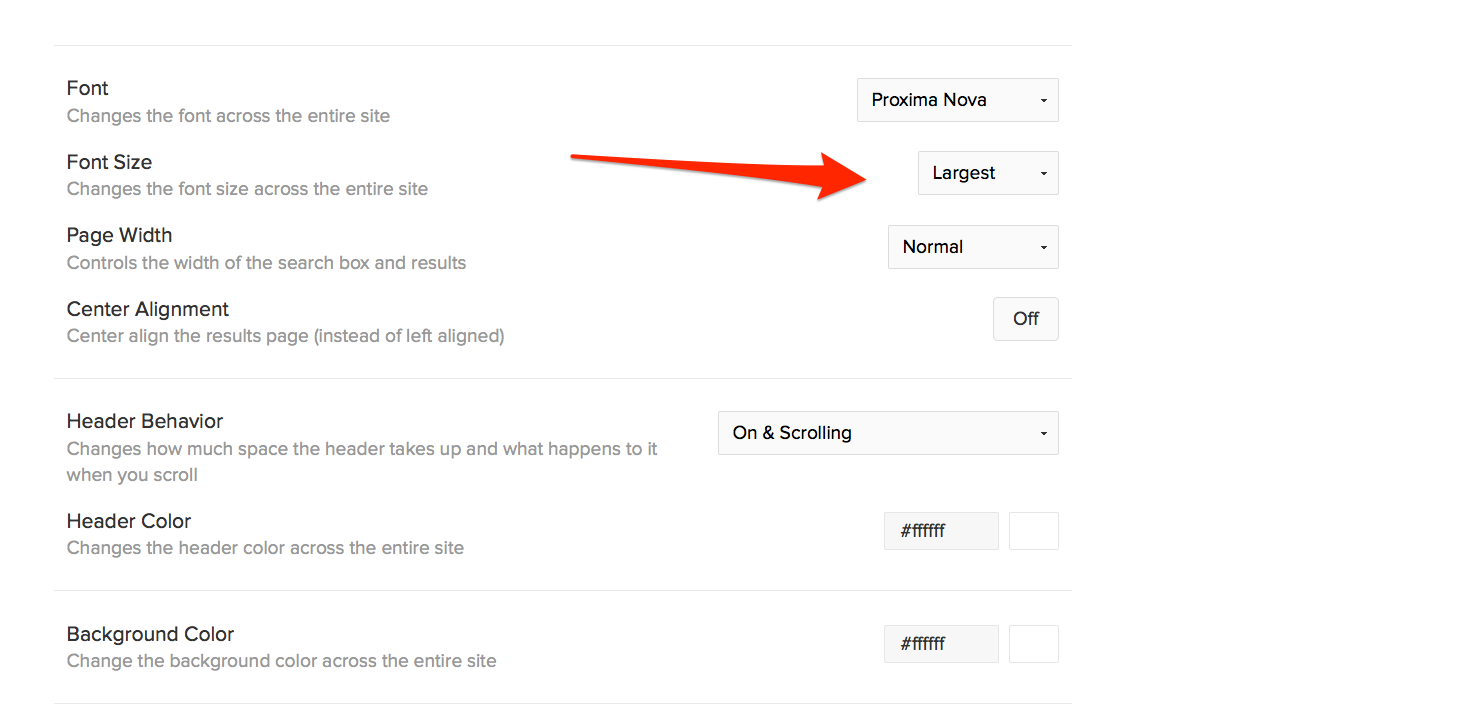 Font
Proxima Nova
Changes the font across the entire site
Font Size
Largest
Changes the font size across the entire site
Page Width
Normal
Controls the width of the search box and results
Center Alignment
Off
Center align the results page (instead of left aligned)
Header Behavior
On & Scrolling
Changes how much space the header takes up and what happens to it
when you scroll
Header Color
#ffffff
Changes the header color across the entire site
Background Color
#ffffff
Change the background color across the entire site